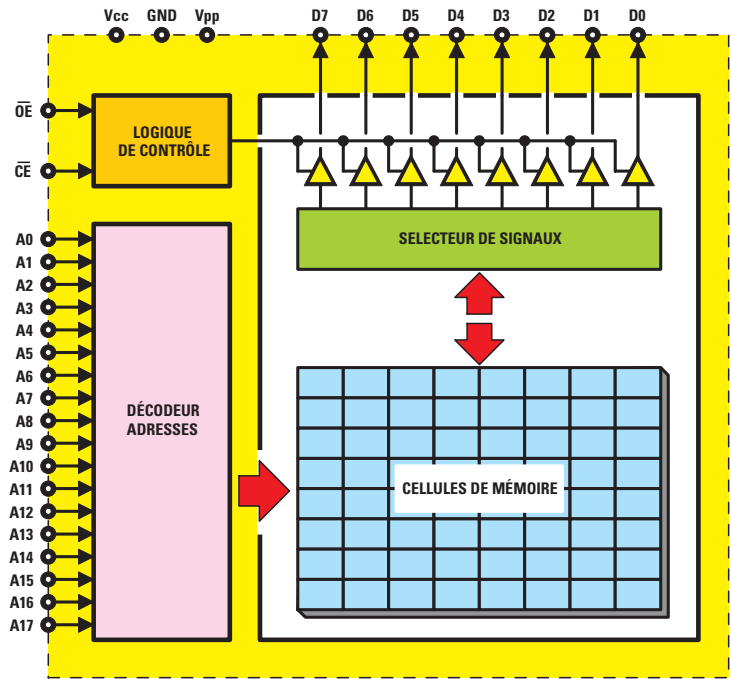 Vcc GND Vpp D7 D6 D5 D4 D3 D2 D1 D0
OE
CE
LOGIQUE
DE CONTRÔLE
SELECTEUR DE SIGNAUX
A0
A1
A2
A3
A4
A5
A6
A7
A8
A9
A10
A11
A12
A13
A14
A15
A16
A17
DÉCODEUR
ADRESSES
CELLULES DE MÉMOIRE